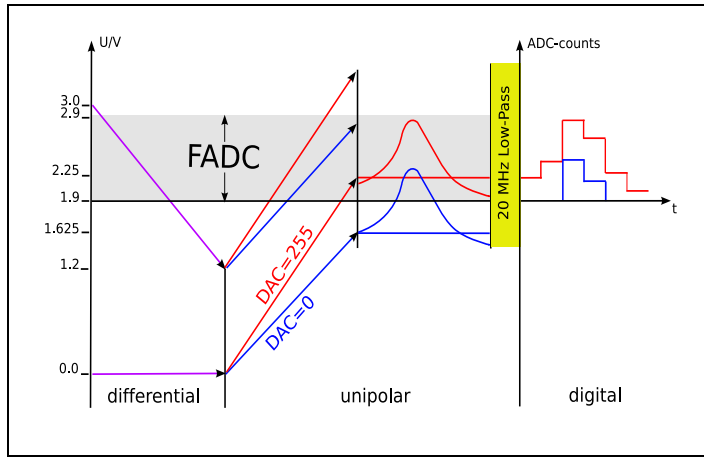 U/V
ADC-counts
3.0
2.9
FADC
2.25
1.9
t
1.625
1.2
DAC=255
DAC=0
20 MHz Low-Pass
0.0
differential
unipolar
digital